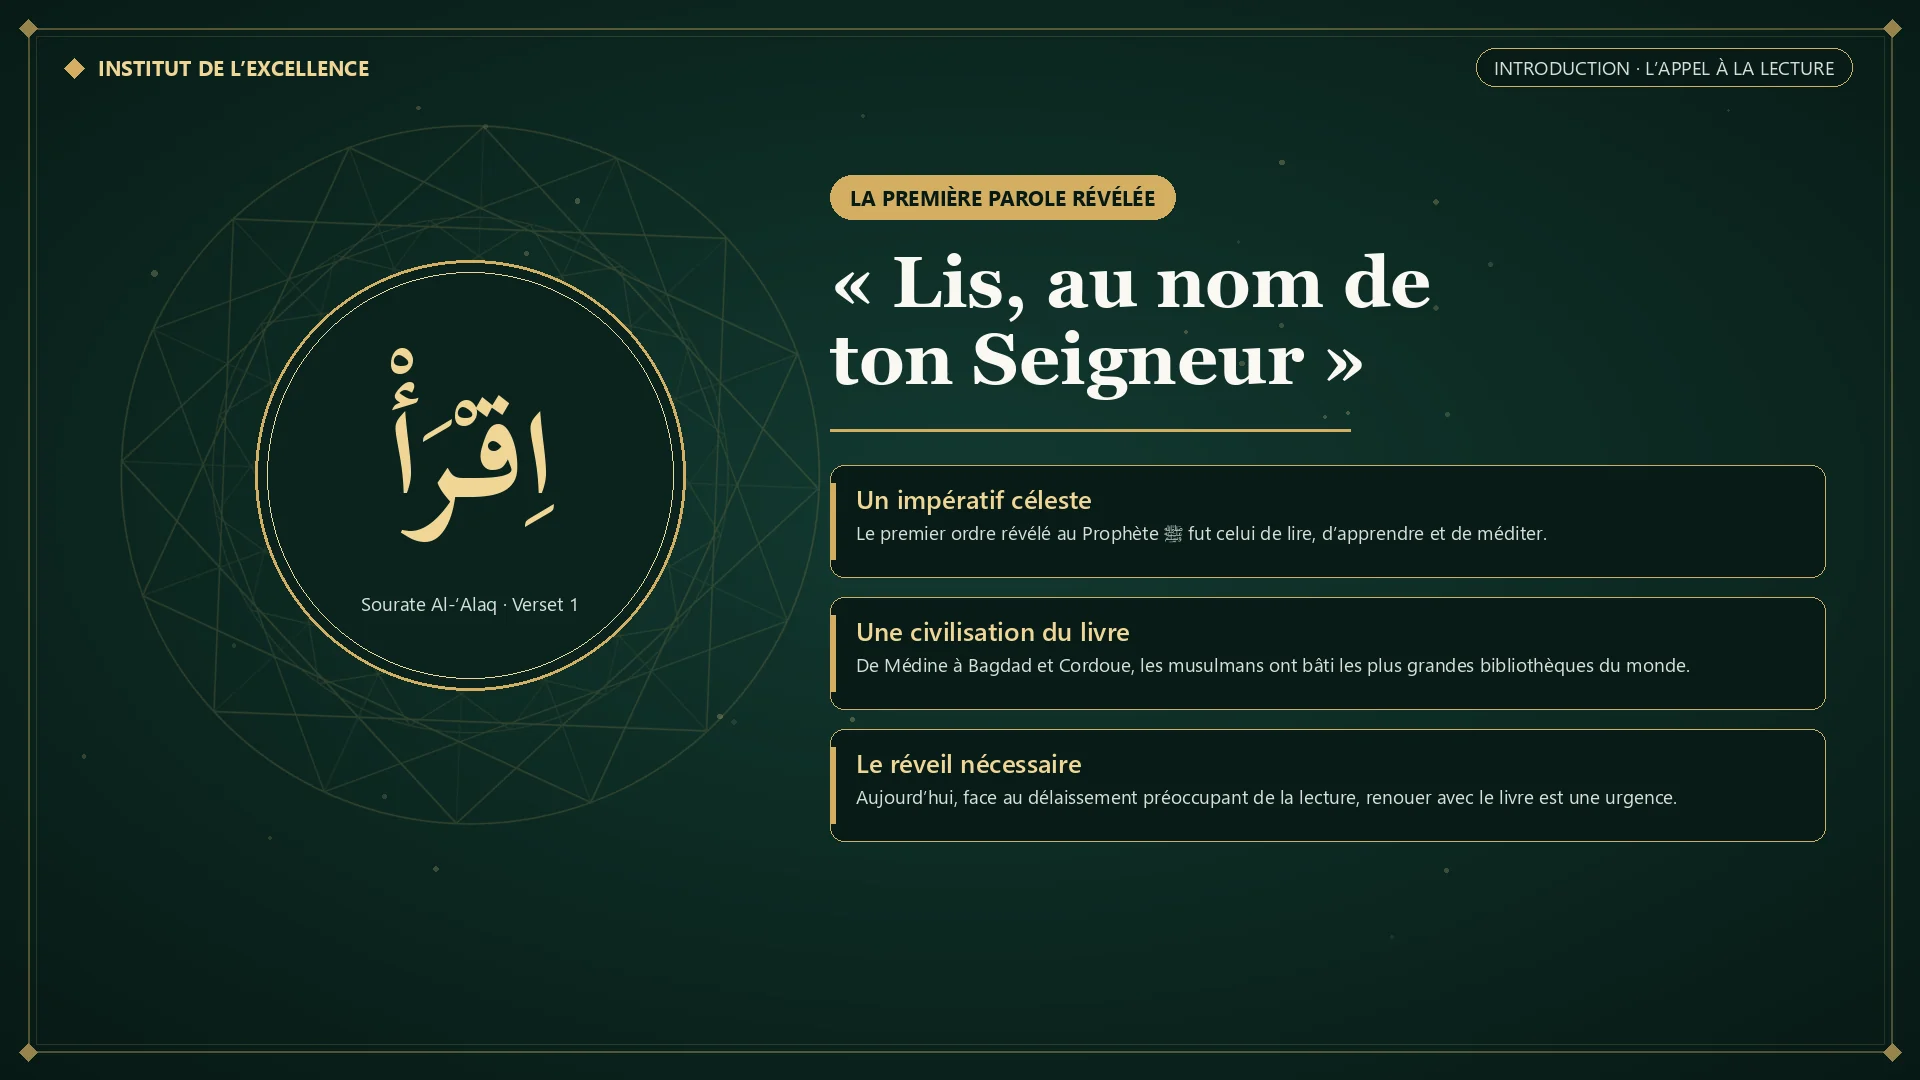 INSTITUT DE L’EXCELLENCE
INTRODUCTION · L’APPEL À LA LECTURE
اِقْرَأْ
Sourate Al-‘Alaq · Verset 1
LA PREMIÈRE PAROLE RÉVÉLÉE
« Lis, au nom de
ton Seigneur »
Un impératif céleste
Le premier ordre révélé au Prophète ﷺ fut celui de lire, d’apprendre et de méditer.
Une civilisation du livre
De Médine à Bagdad et Cordoue, les musulmans ont bâti les plus grandes bibliothèques du monde.
Le réveil nécessaire
Aujourd’hui, face au délaissement préoccupant de la lecture, renouer avec le livre est une urgence.